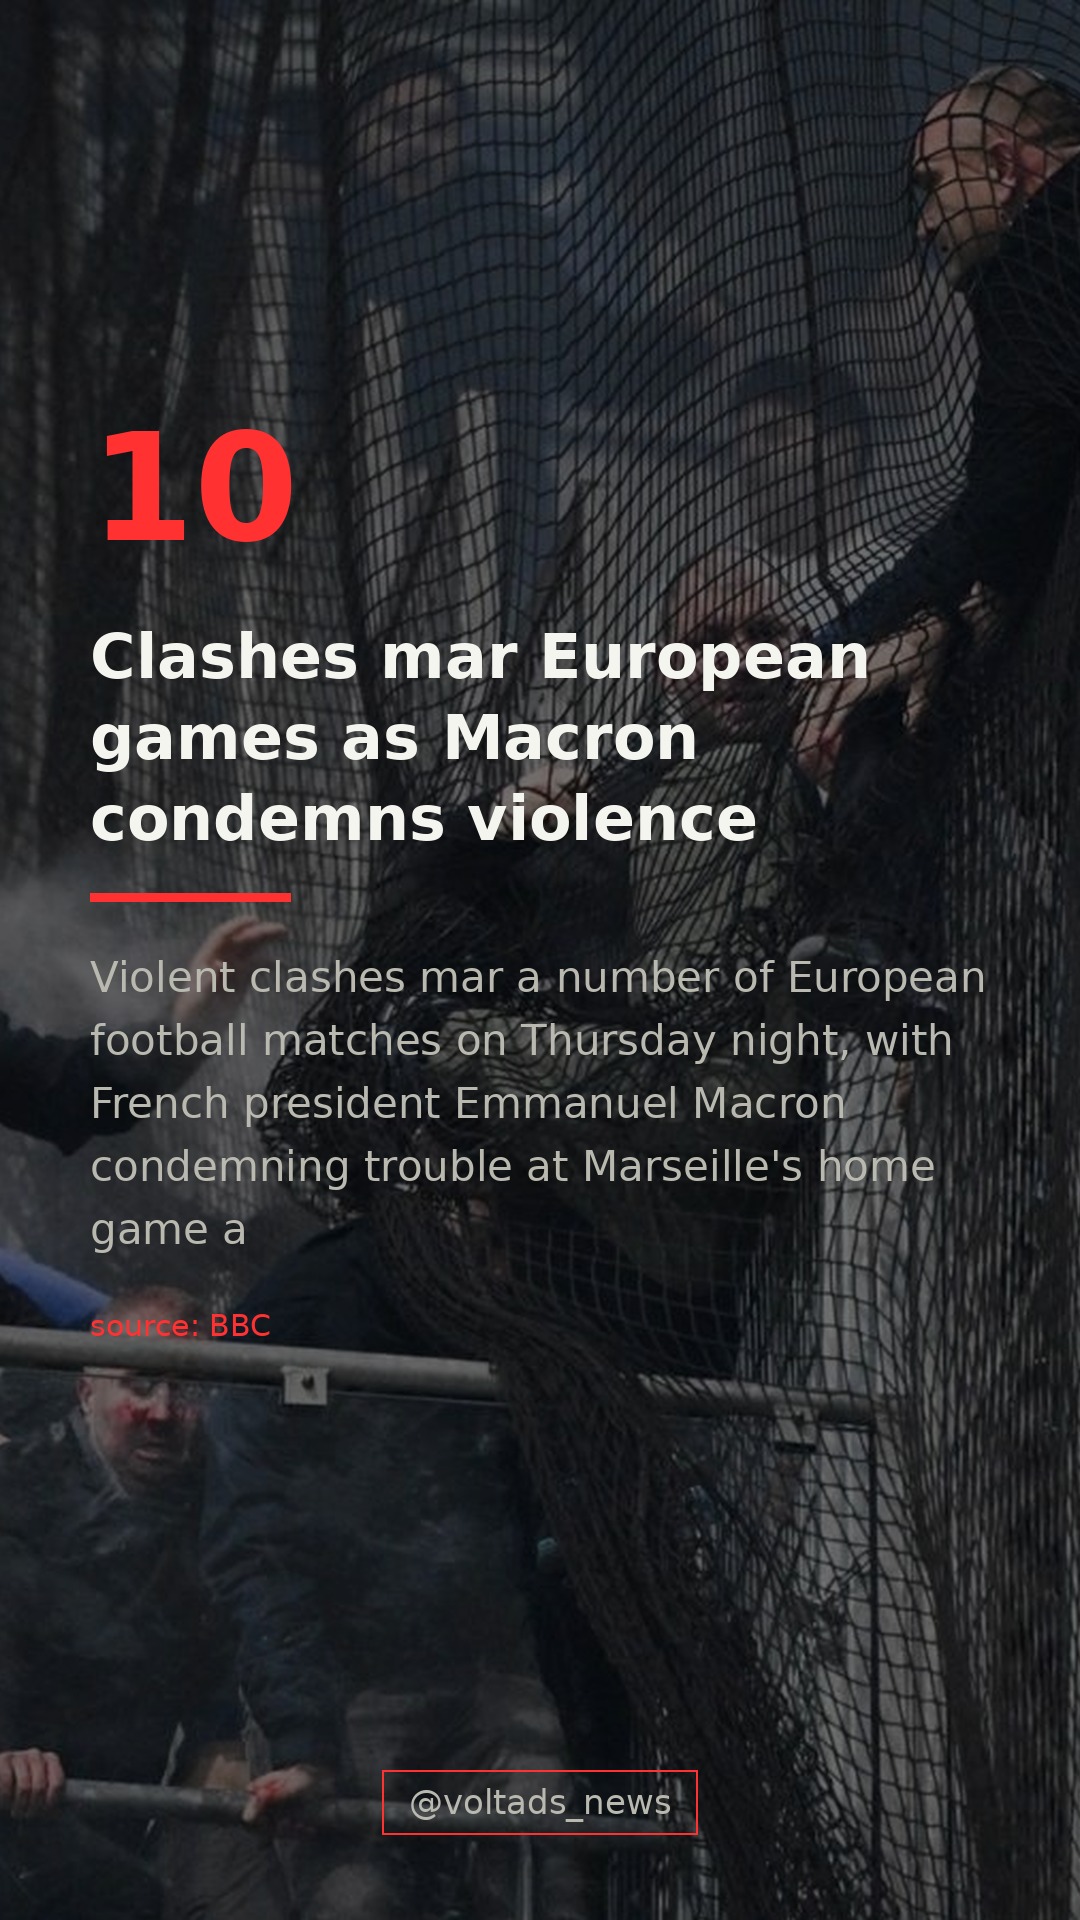 10
Clashes mar European
games as Macron
condemns violence
Violent clashes mar a number of European
football matches on Thursday night, with
French president Emmanuel Macron
condemning trouble at Marseille's home
game a
source: BBC
@voltads_news